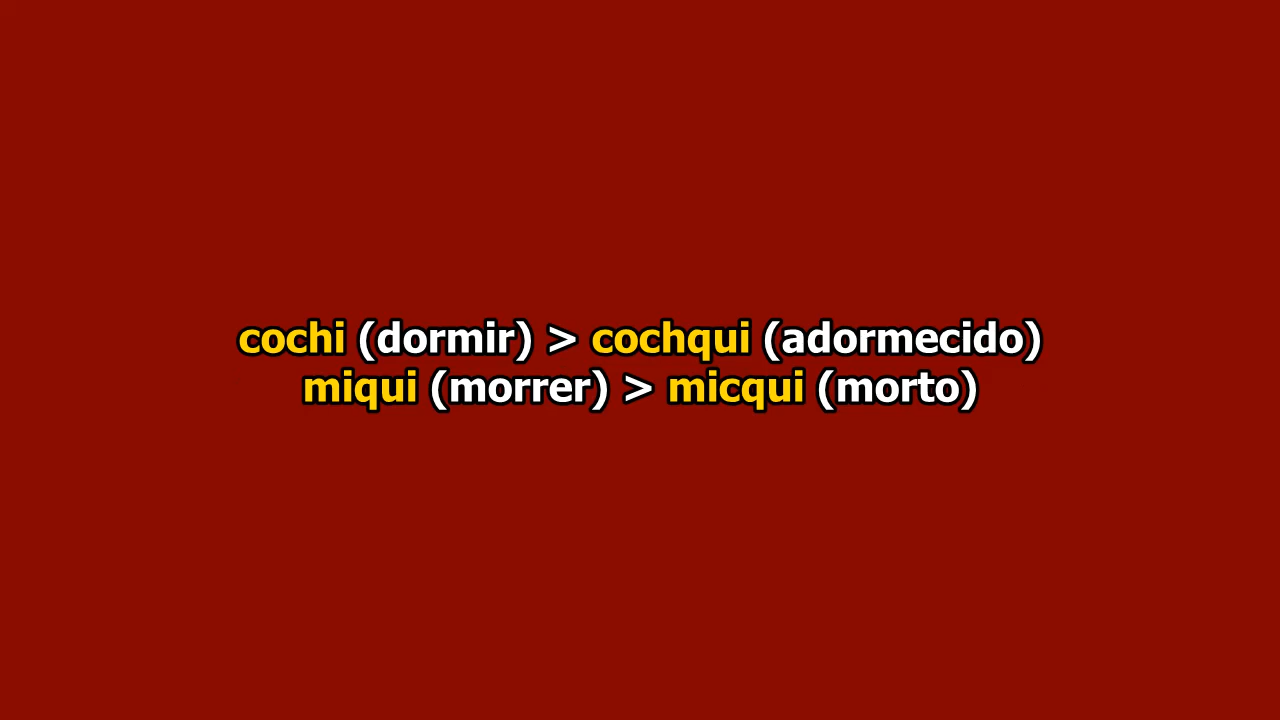 cochi (dormir) > cochqui (adormecido)
miqui (morrer) > micqui (morto)